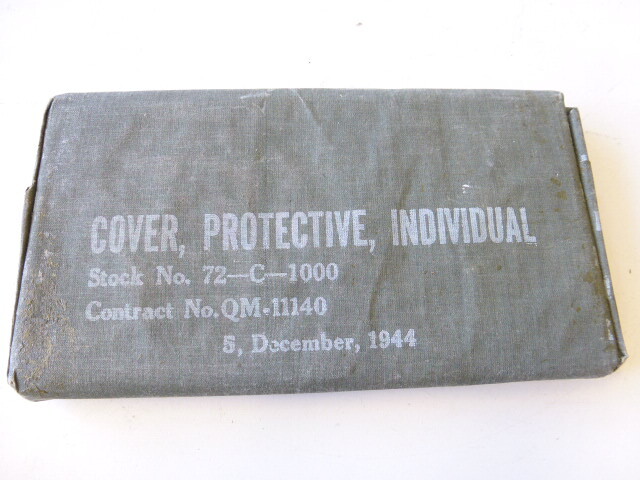 COVER, PROTECTIVE, INDIVIDUAL
Stock No. 72-C-1000
Contract No. QM-11140
5, December, 1944